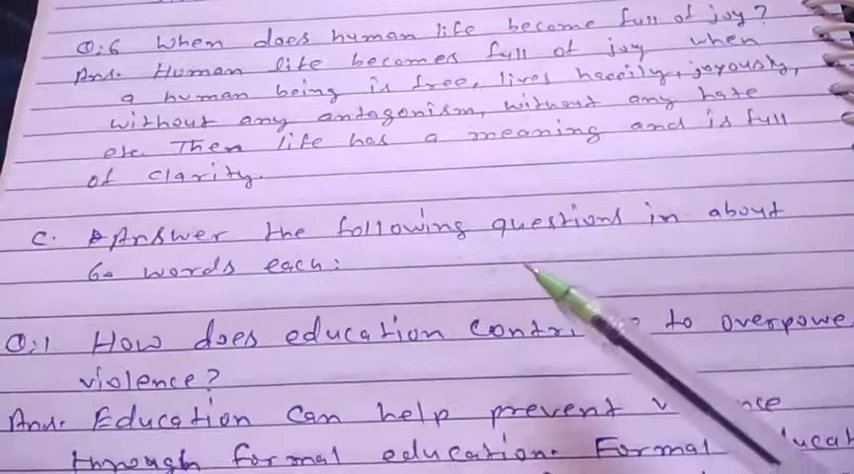 Q:6 When does human life become full of joy?
Ans. Human life becomes full of joy when
a human being is free, lives happily, joyously,
without any antagonism, without any hate
etc. Then life has a meaning and is full
of clarity.
C. Answer the following questions in about
60 words each:
Q:1 How does education to overpowe
violence?
Ans. Education can help prevent
through formal education. Formal